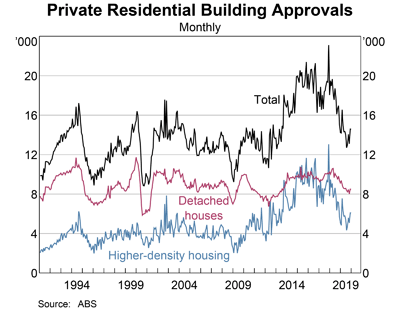 Private Residential Building Approvals
Monthly
'000 '000
20 20
Total
16 16
12 12
8 8
Detached
houses
4 4
Higher-density housing
0 0
1994 1999 2004 2009 2014 2019
Source: ABS